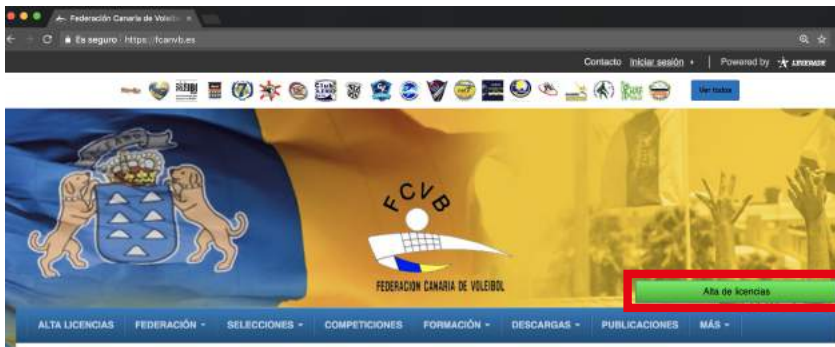 Federación Canaria de Voleib
Es seguro https://fcanvb.es
Contacto Iniciar sesión Powered by LEVERADE
Ver todos
FCVB
FEDERACIÓN CANARIA DE VOLEIBOL
Alta de licencias
ALTA LICENCIAS FEDERACIÓN SELECCIONES COMPETICIONES FORMACIÓN DESCARGAS PUBLICACIONES MÁS